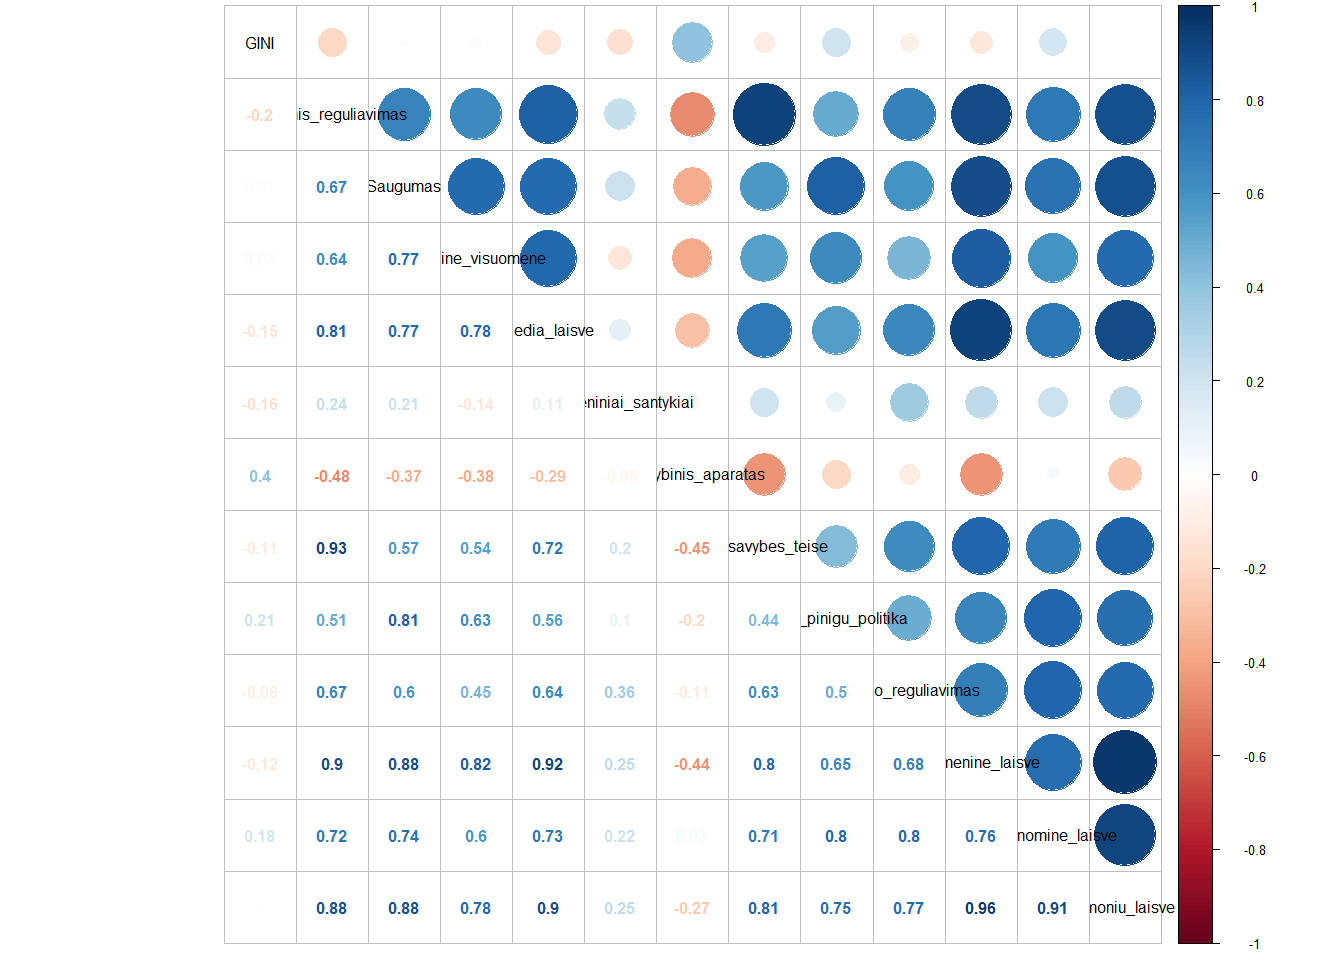 GINI
1
-0.2 is_reguliavimas
0.8
0.67 Saugumas
0.6
0.64 0.77 ine_visuomene
0.4
-0.15 0.81 0.77 0.78 edia_laisve
0.2
-0.16 0.24 0.21 -0.14 0.11 eniniai_santykiai
0.4 -0.48 -0.37 -0.38 -0.29 -0.05 ybinis_aparatas
0
-0.11 0.93 0.57 0.54 0.72 0.2 -0.45 savybes_teise
-0.2
0.21 0.51 0.81 0.63 0.56 0.1 -0.2 0.44 _pinigu_politika
-0.4
-0.08 0.67 0.6 0.45 0.64 0.36 -0.11 0.63 0.5 o_reguliavimas
-0.12 0.9 0.88 0.82 0.92 0.25 -0.44 0.8 0.65 0.68 nenine_laisve
-0.6
0.18 0.72 0.74 0.6 0.73 0.22 0.03 0.71 0.8 0.8 0.76 nomine_laisve
-0.8
0.88 0.88 0.78 0.9 0.25 -0.27 0.81 0.75 0.77 0.96 0.91 moniu_laisve
-1